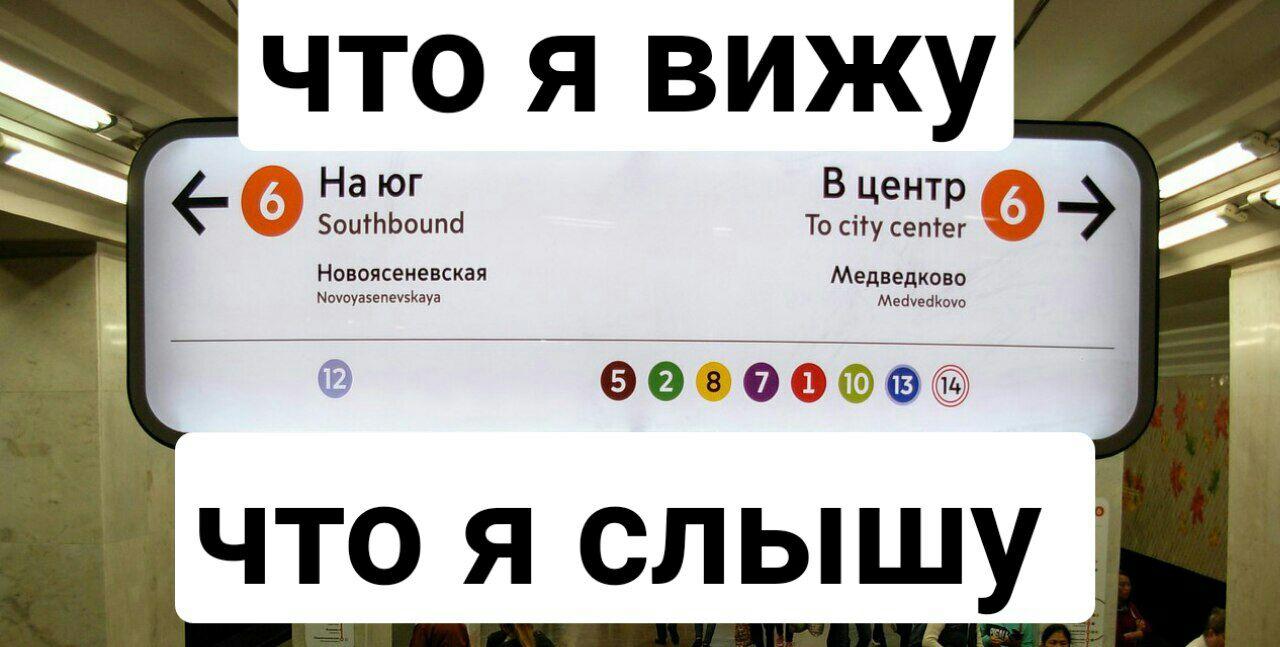 что я вижу
← 6 На юг
Southbound
Новоясеневская
Novoyasenevskaya
В центр 6 →
To city center
Медведково
Medvedkovo
12
5 2 8 7 1 10 13 14
что я слышу